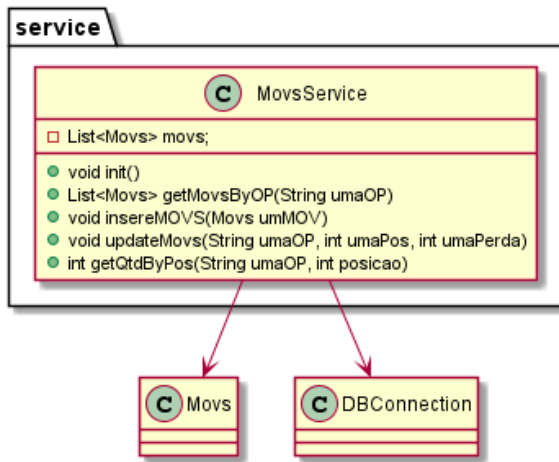 service
C MovsService
List<Movs> movs;
void init()
List<Movs> getMovsByOP(String umaOP)
void insereMOVS(Movs umMOV)
void updateMovs(String umaOP, int umaPos, int umaPerda)
int getQtdByPos(String umaOP, int posicao)
C Movs
C DBConnection